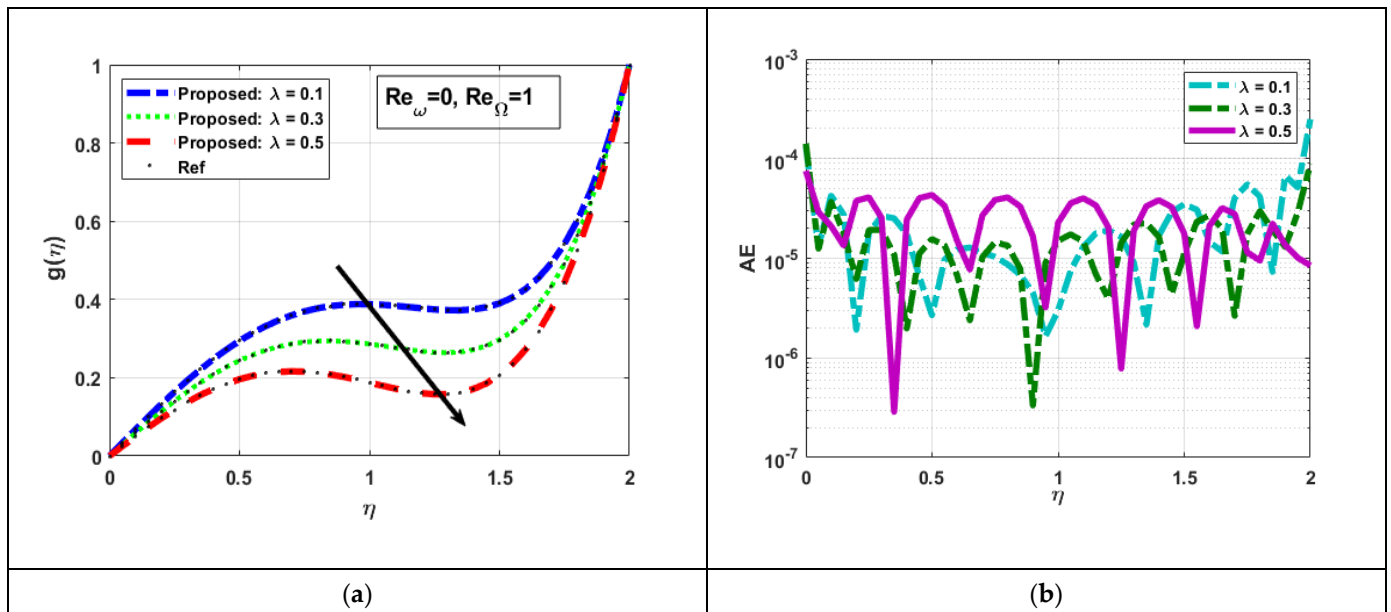 1
0.8
0.6
0.4
0.2
0
0
0.5
1
1.5
2
g(η)
η
Proposed: λ = 0.1
Proposed: λ = 0.3
Proposed: λ = 0.5
Ref
Re_ω=0, Re_Ω=1
(a)
10^-3
10^-4
10^-5
10^-6
10^-7
0
0.5
1
1.5
2
AE
η
λ = 0.1
λ = 0.3
λ = 0.5
(b)